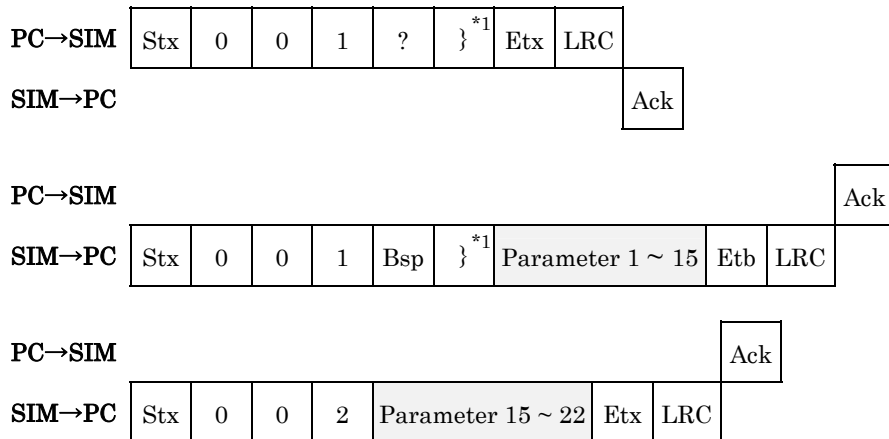 PC→SIM Stx 0 0 1 ? }*1 Etx LRC
SIM→PC Ack
PC→SIM Ack
SIM→PC Stx 0 0 1 Bsp }*1 Parameter 1 ~ 15 Etb LRC
PC→SIM Ack
SIM→PC Stx 0 0 2 Parameter 15 ~ 22 Etx LRC